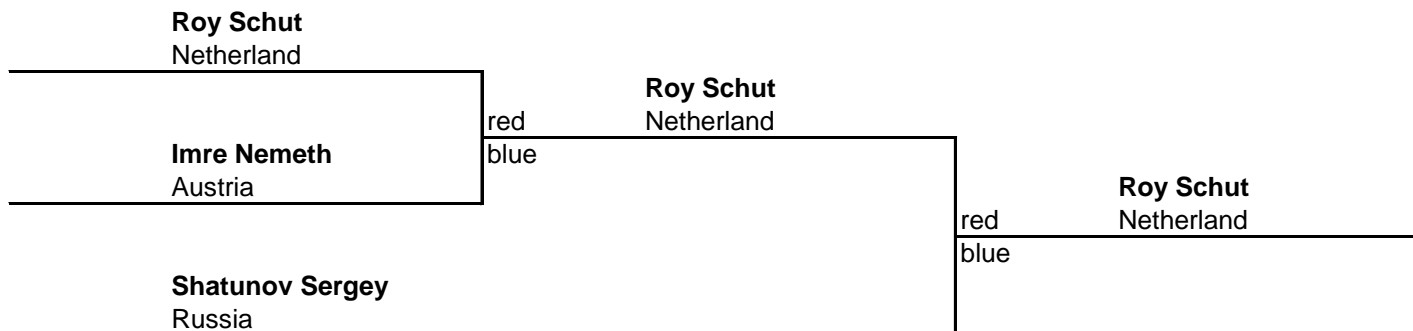 Roy Schut
Netherland
Roy Schut
red Netherland
Imre Nemeth
blue
Austria
Roy Schut
red Netherland
blue
Shatunov Sergey
Russia